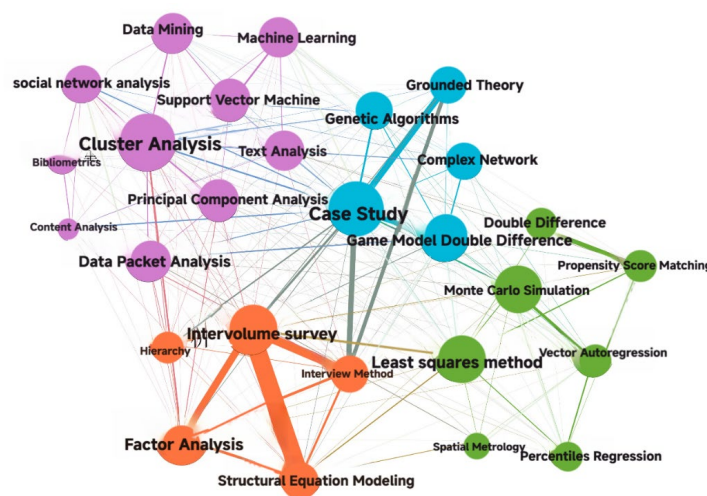 Data Mining
Machine Learning
social network analysis
Grounded Theory
Support Vector Machine
Genetic Algorithms
Cluster Analysis
Text Analysis
Complex Network
Bibliometrics
Principal Component Analysis
Case Study
Content Analysis
Double Difference
Game Model Double Difference
Data Packet Analysis
Propensity Score Matching
Monte Carlo Simulation
Intervolume survey
Hierarchy
Least squares method
Vector Autoregression
Interview Method
Factor Analysis
Spatial Metrology
Percentiles Regression
Structural Equation Modeling